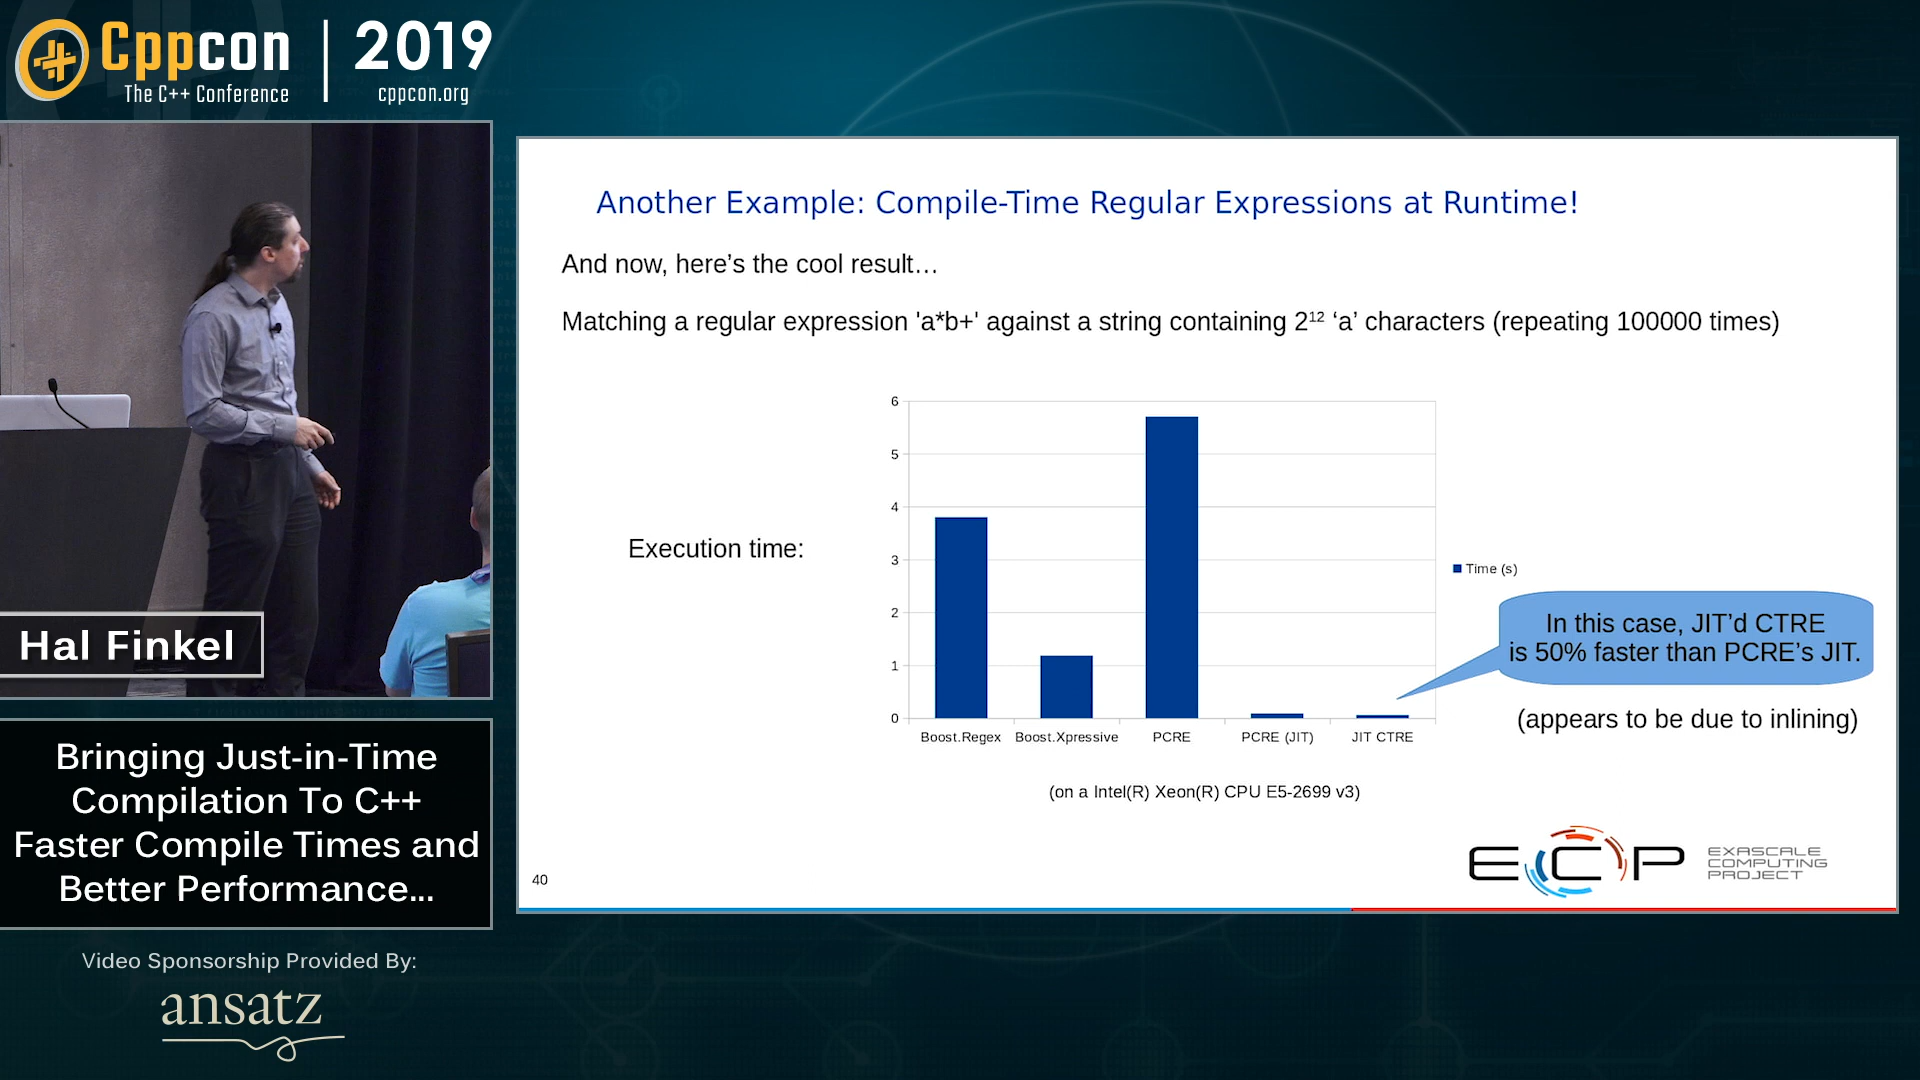 Cppcon
The C++ Conference
2019
cppcon.org
Hal Finkel
Bringing Just-in-Time
Compilation To C++
Faster Compile Times and
Better Performance...
Video Sponsorship Provided By:
ansatz
Another Example: Compile-Time Regular Expressions at Runtime!
And now, here’s the cool result…
Matching a regular expression 'a*b+' against a string containing 2¹² ‘a’ characters (repeating 100000 times)
Execution time:
6
5
4
3
2
1
0
Boost.Regex Boost.Xpressive PCRE PCRE (JIT) JIT CTRE
Time (s)
In this case, JIT’d CTRE
is 50% faster than PCRE’s JIT.
(appears to be due to inlining)
(on a Intel(R) Xeon(R) CPU E5-2699 v3)
40
ECP
EXASCALE
COMPUTING
PROJECT